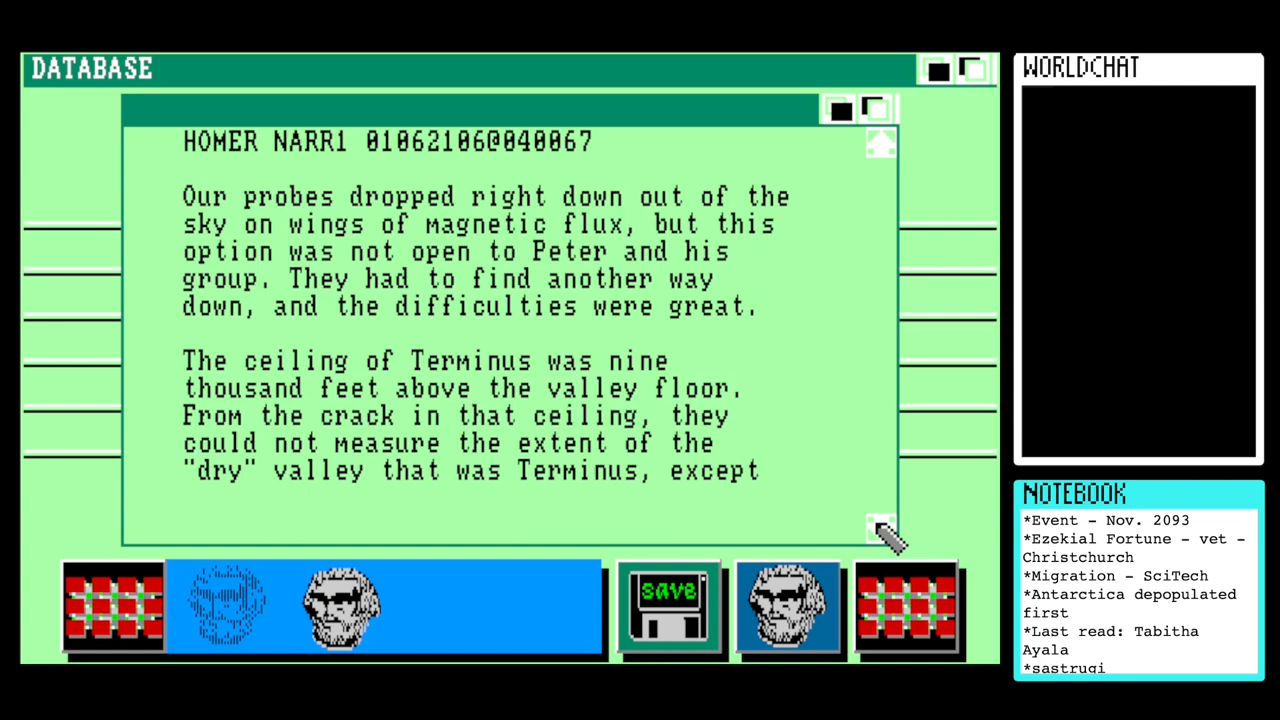 DATABASE
HOMER NARR1 01062106@040067
Our probes dropped right down out of the
sky on wings of magnetic flux, but this
option was not open to Peter and his
group. They had to find another way
down, and the difficulties were great.
The ceiling of Terminus was nine
thousand feet above the valley floor.
From the crack in that ceiling, they
could not measure the extent of the
"dry" valley that was Terminus, except
save
WORLDCHAT
NOTEBOOK
*Event - Nov. 2093
*Ezekial Fortune - vet -
Christchurch
*Migration - SciTech
*Antarctica depopulated
first
*Last read: Tabitha
Ayala
*sastrugi